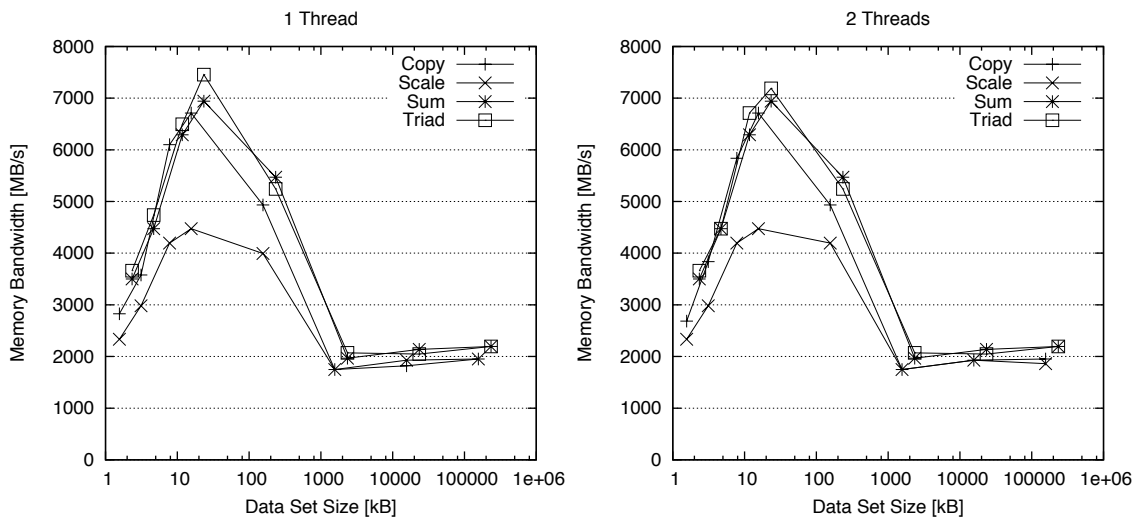 1 Thread
8000
7000
6000
5000
4000
3000
2000
1000
0
Memory Bandwidth [MB/s]
Copy
Scale
Sum
Triad
1 10 100 1000 10000 100000 1e+06
Data Set Size [kB]
2 Threads
8000
7000
6000
5000
4000
3000
2000
1000
0
Memory Bandwidth [MB/s]
Copy
Scale
Sum
Triad
1 10 100 1000 10000 100000 1e+06
Data Set Size [kB]